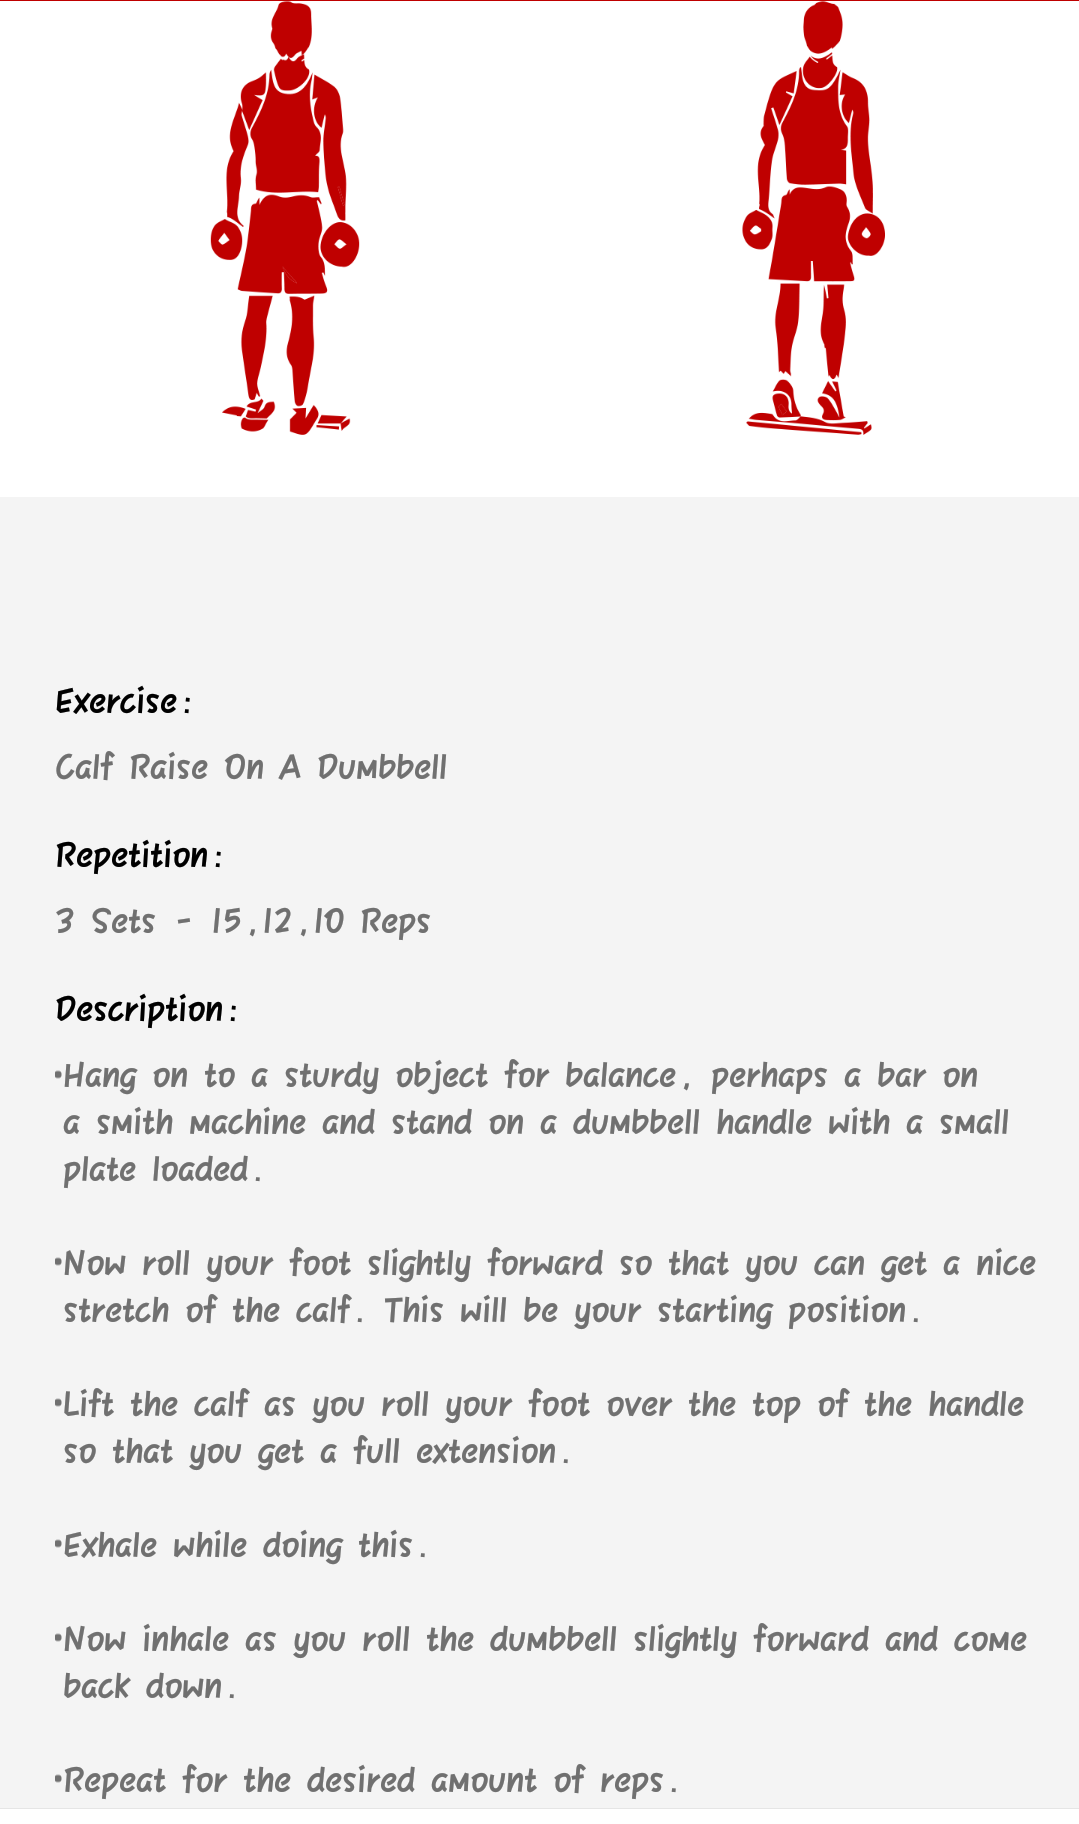 Exercise:
Calf Raise On A Dumbbell
Repetition:
3 Sets - 15,12,10 Reps
Description:
•Hang on to a sturdy object for balance, perhaps a bar on
a smith machine and stand on a dumbbell handle with a small
plate loaded.
•Now roll your foot slightly forward so that you can get a nice
stretch of the calf. This will be your starting position.
•Lift the calf as you roll your foot over the top of the handle
so that you get a full extension.
•Exhale while doing this.
•Now inhale as you roll the dumbbell slightly forward and come
back down.
•Repeat for the desired amount of reps.